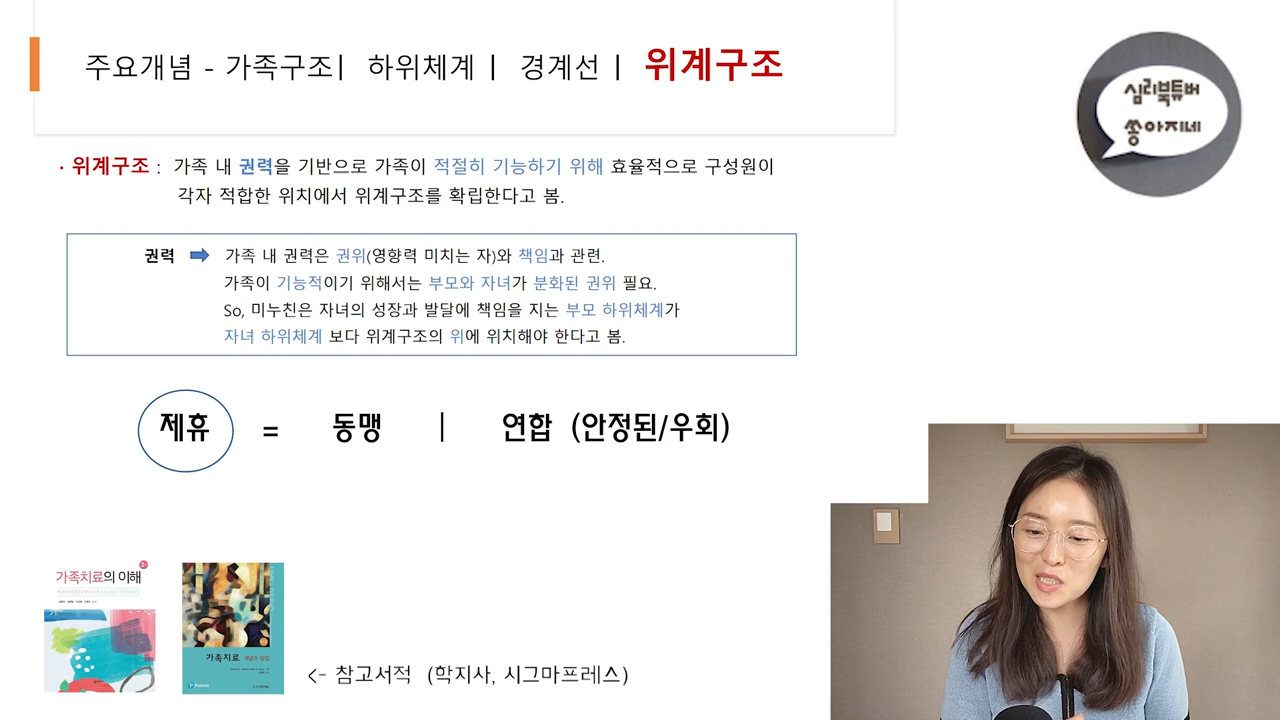 주요개념 - 가족구조| 하위체계 | 경계선 | 위계구조
심리북튜버
쏭아지네
· 위계구조 : 가족 내 권력을 기반으로 가족이 적절히 기능하기 위해 효율적으로 구성원이
각자 적합한 위치에서 위계구조를 확립한다고 봄.
권력 ➡ 가족 내 권력은 권위(영향력 미치는 자)와 책임과 관련.
가족이 기능적이기 위해서는 부모와 자녀가 분화된 권위 필요.
So, 미누친은 자녀의 성장과 발달에 책임을 지는 부모 하위체계가
자녀 하위체계 보다 위계구조의 위에 위치해야 한다고 봄.
제휴 = 동맹 | 연합 (안정된/우회)
가족치료의 이해
가족치료 개념과 방법
Pearson
<- 참고서적 (학지사, 시그마프레스)